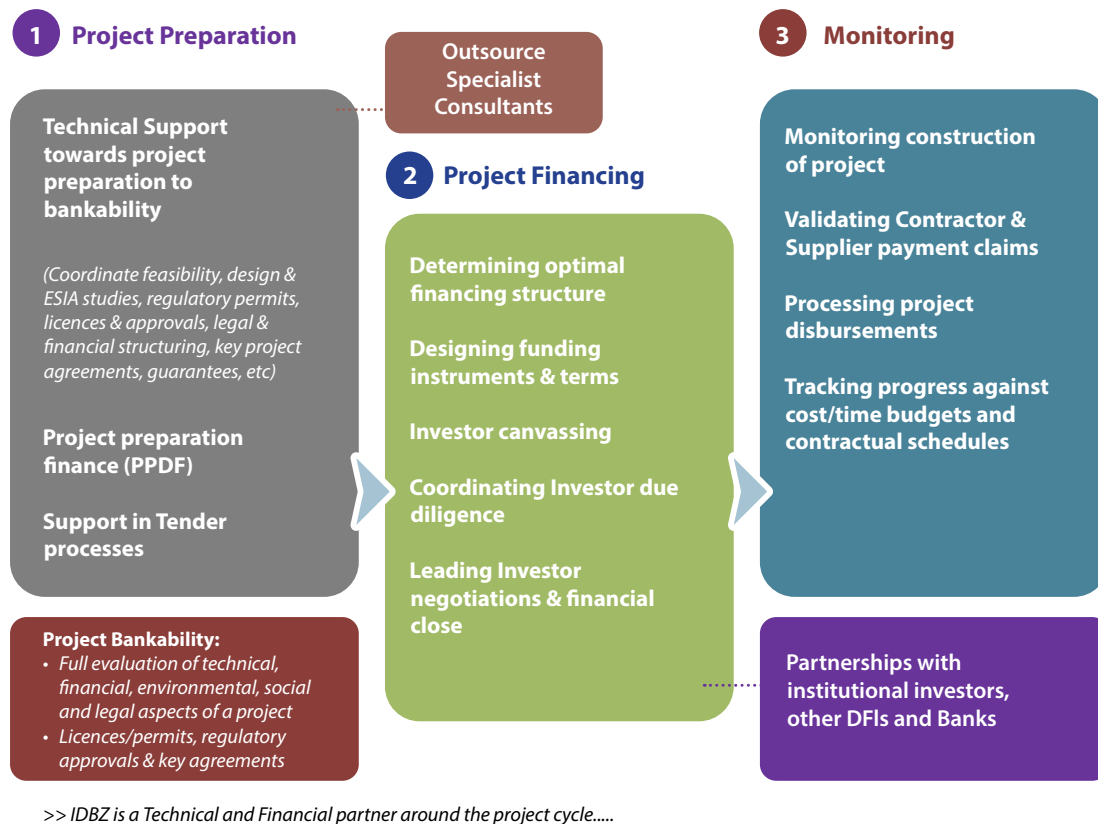 1 Project Preparation
Technical Support
towards project
preparation to
bankability
(Coordinate feasibility, design &
ESIA studies, regulatory permits,
licences & approvals, legal &
financial structuring, key project
agreements, guarantees, etc)
Project preparation
finance (PPDF)
Support in Tender
processes
Project Bankability:
• Full evaluation of technical,
financial, environmental, social
and legal aspects of a project
• Licences/permits, regulatory
approvals & key agreements
Outsource
Specialist
Consultants
2 Project Financing
Determining optimal
financing structure
Designing funding
instruments & terms
Investor canvassing
Coordinating Investor due
diligence
Leading Investor
negotiations & financial
close
3 Monitoring
Monitoring construction
of project
Validating Contractor &
Supplier payment claims
Processing project
disbursements
Tracking progress against
cost/time budgets and
contractual schedules
Partnerships with
institutional investors,
other DFIs and Banks
>> IDBZ is a Technical and Financial partner around the project cycle.....